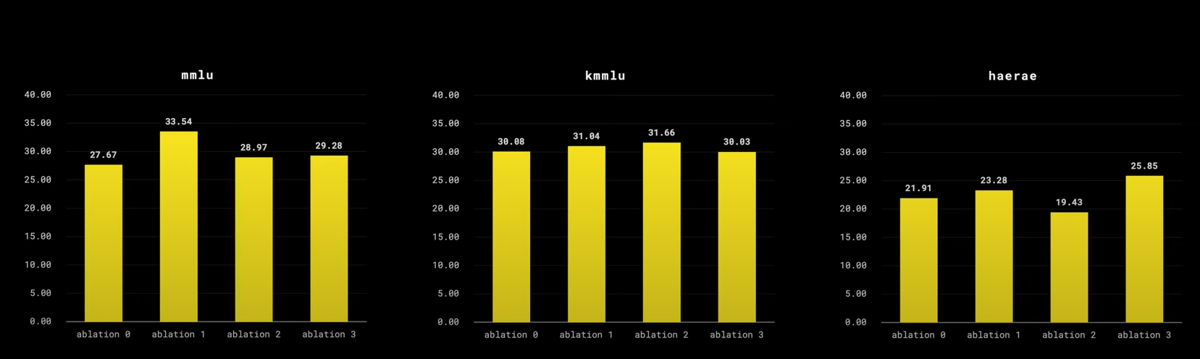 mmlu
40.00
35.00
30.00
25.00
20.00
15.00
10.00
5.00
0.00
27.67
33.54
28.97
29.28
ablation 0
ablation 1
ablation 2
ablation 3
kmmlu
40.00
35.00
30.00
25.00
20.00
15.00
10.00
5.00
0.00
30.08
31.04
31.66
30.03
ablation 0
ablation 1
ablation 2
ablation 3
haerae
40.00
35.00
30.00
25.00
20.00
15.00
10.00
5.00
0.00
21.91
23.28
19.43
25.85
ablation 0
ablation 1
ablation 2
ablation 3